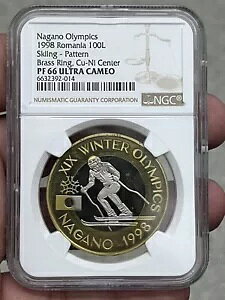 Nagano Olympics
1998 Romania 100L
Skiing - Pattern
Brass Ring, Cu-Ni Center
PF 66 ULTRA CAMEO
6632392-014
NUMISMATIC GUARANTY CORPORATION
NGC
XIX WINTER OLYMPICS
NAGANO - 1998